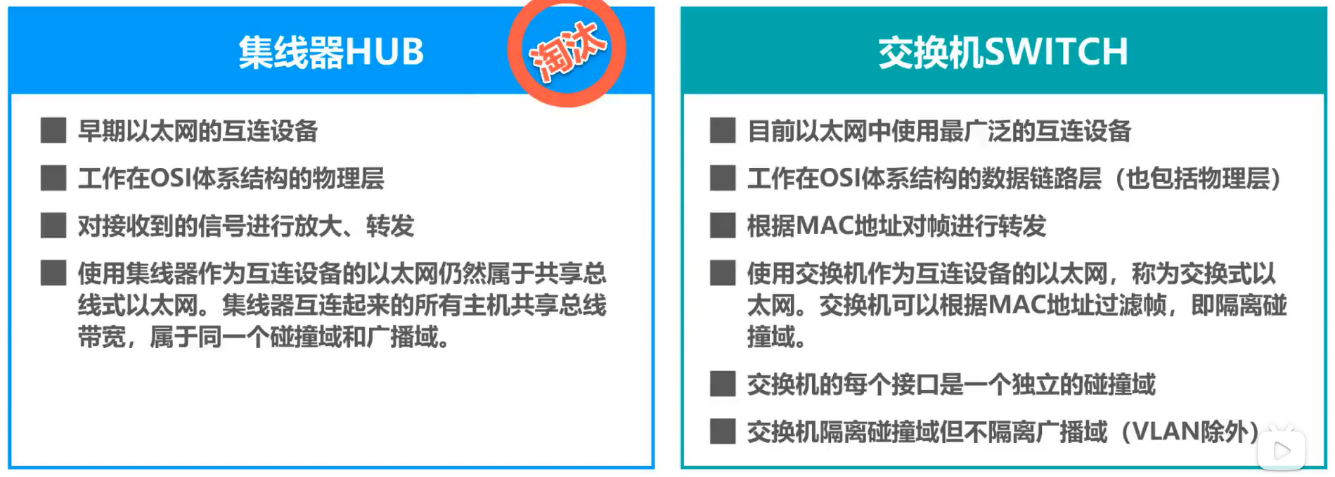 集线器HUB
淘汰
早期以太网的互连设备
工作在OSI体系结构的物理层
对接收到的信号进行放大、转发
使用集线器作为互连设备的以太网仍然属于共享总
线式以太网。集线器互连起来的所有主机共享总线
带宽，属于同一个碰撞域和广播域。
交换机SWITCH
目前以太网中使用最广泛的互连设备
工作在OSI体系结构的数据链路层（也包括物理层）
根据MAC地址对帧进行转发
使用交换机作为互连设备的以太网，称为交换式以
太网。交换机可以根据MAC地址过滤帧，即隔离碰
撞域。
交换机的每个接口是一个独立的碰撞域
交换机隔离碰撞域但不隔离广播域（VLAN除外）